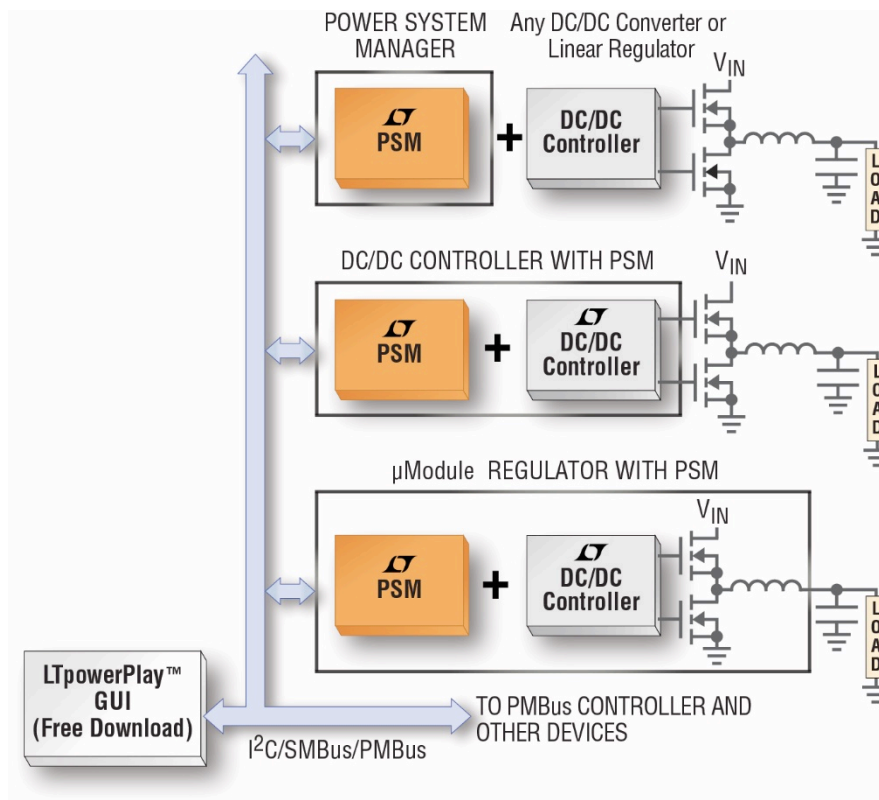 POWER SYSTEM
MANAGER
Any DC/DC Converter or
Linear Regulator
VIN
PSM
+
DC/DC
Controller
L
O
A
D
DC/DC CONTROLLER WITH PSM
VIN
PSM
+
DC/DC
Controller
L
O
A
D
µModule REGULATOR WITH PSM
VIN
PSM
+
DC/DC
Controller
L
O
A
D
LTpowerPlay™
GUI
(Free Download)
I²C/SMBus/PMBus
TO PMBus CONTROLLER AND
OTHER DEVICES